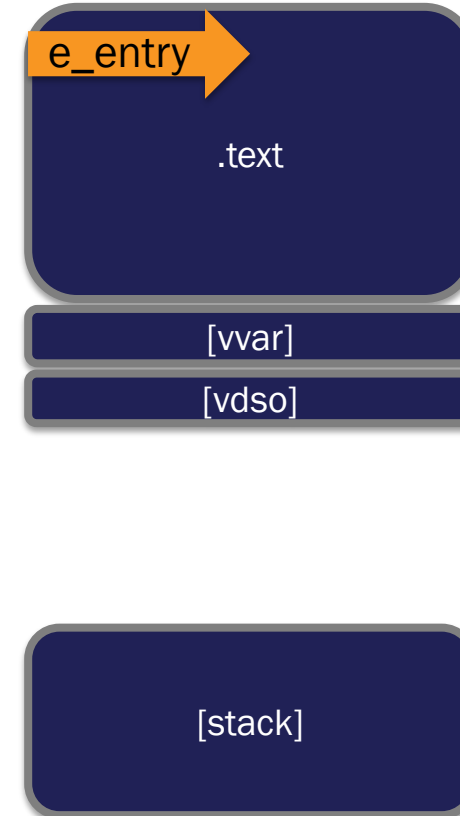 e_entry
.text
[vvar]
[vdso]
[stack]